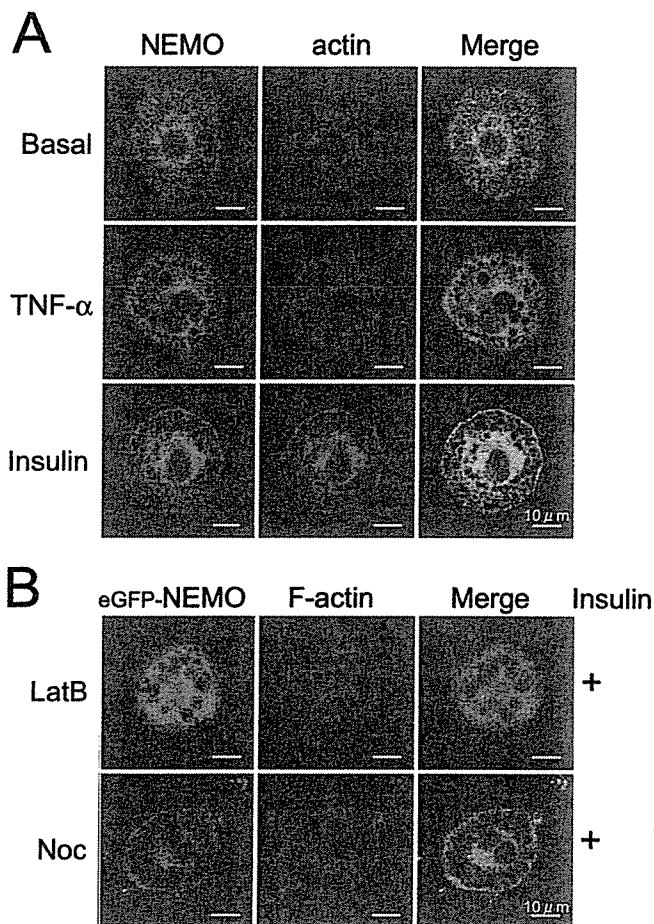 A
NEMO actin Merge
Basal
TNF-α
Insulin
10 μm
B
eGFP-NEMO F-actin Merge Insulin
LatB +
Noc +
10 μm